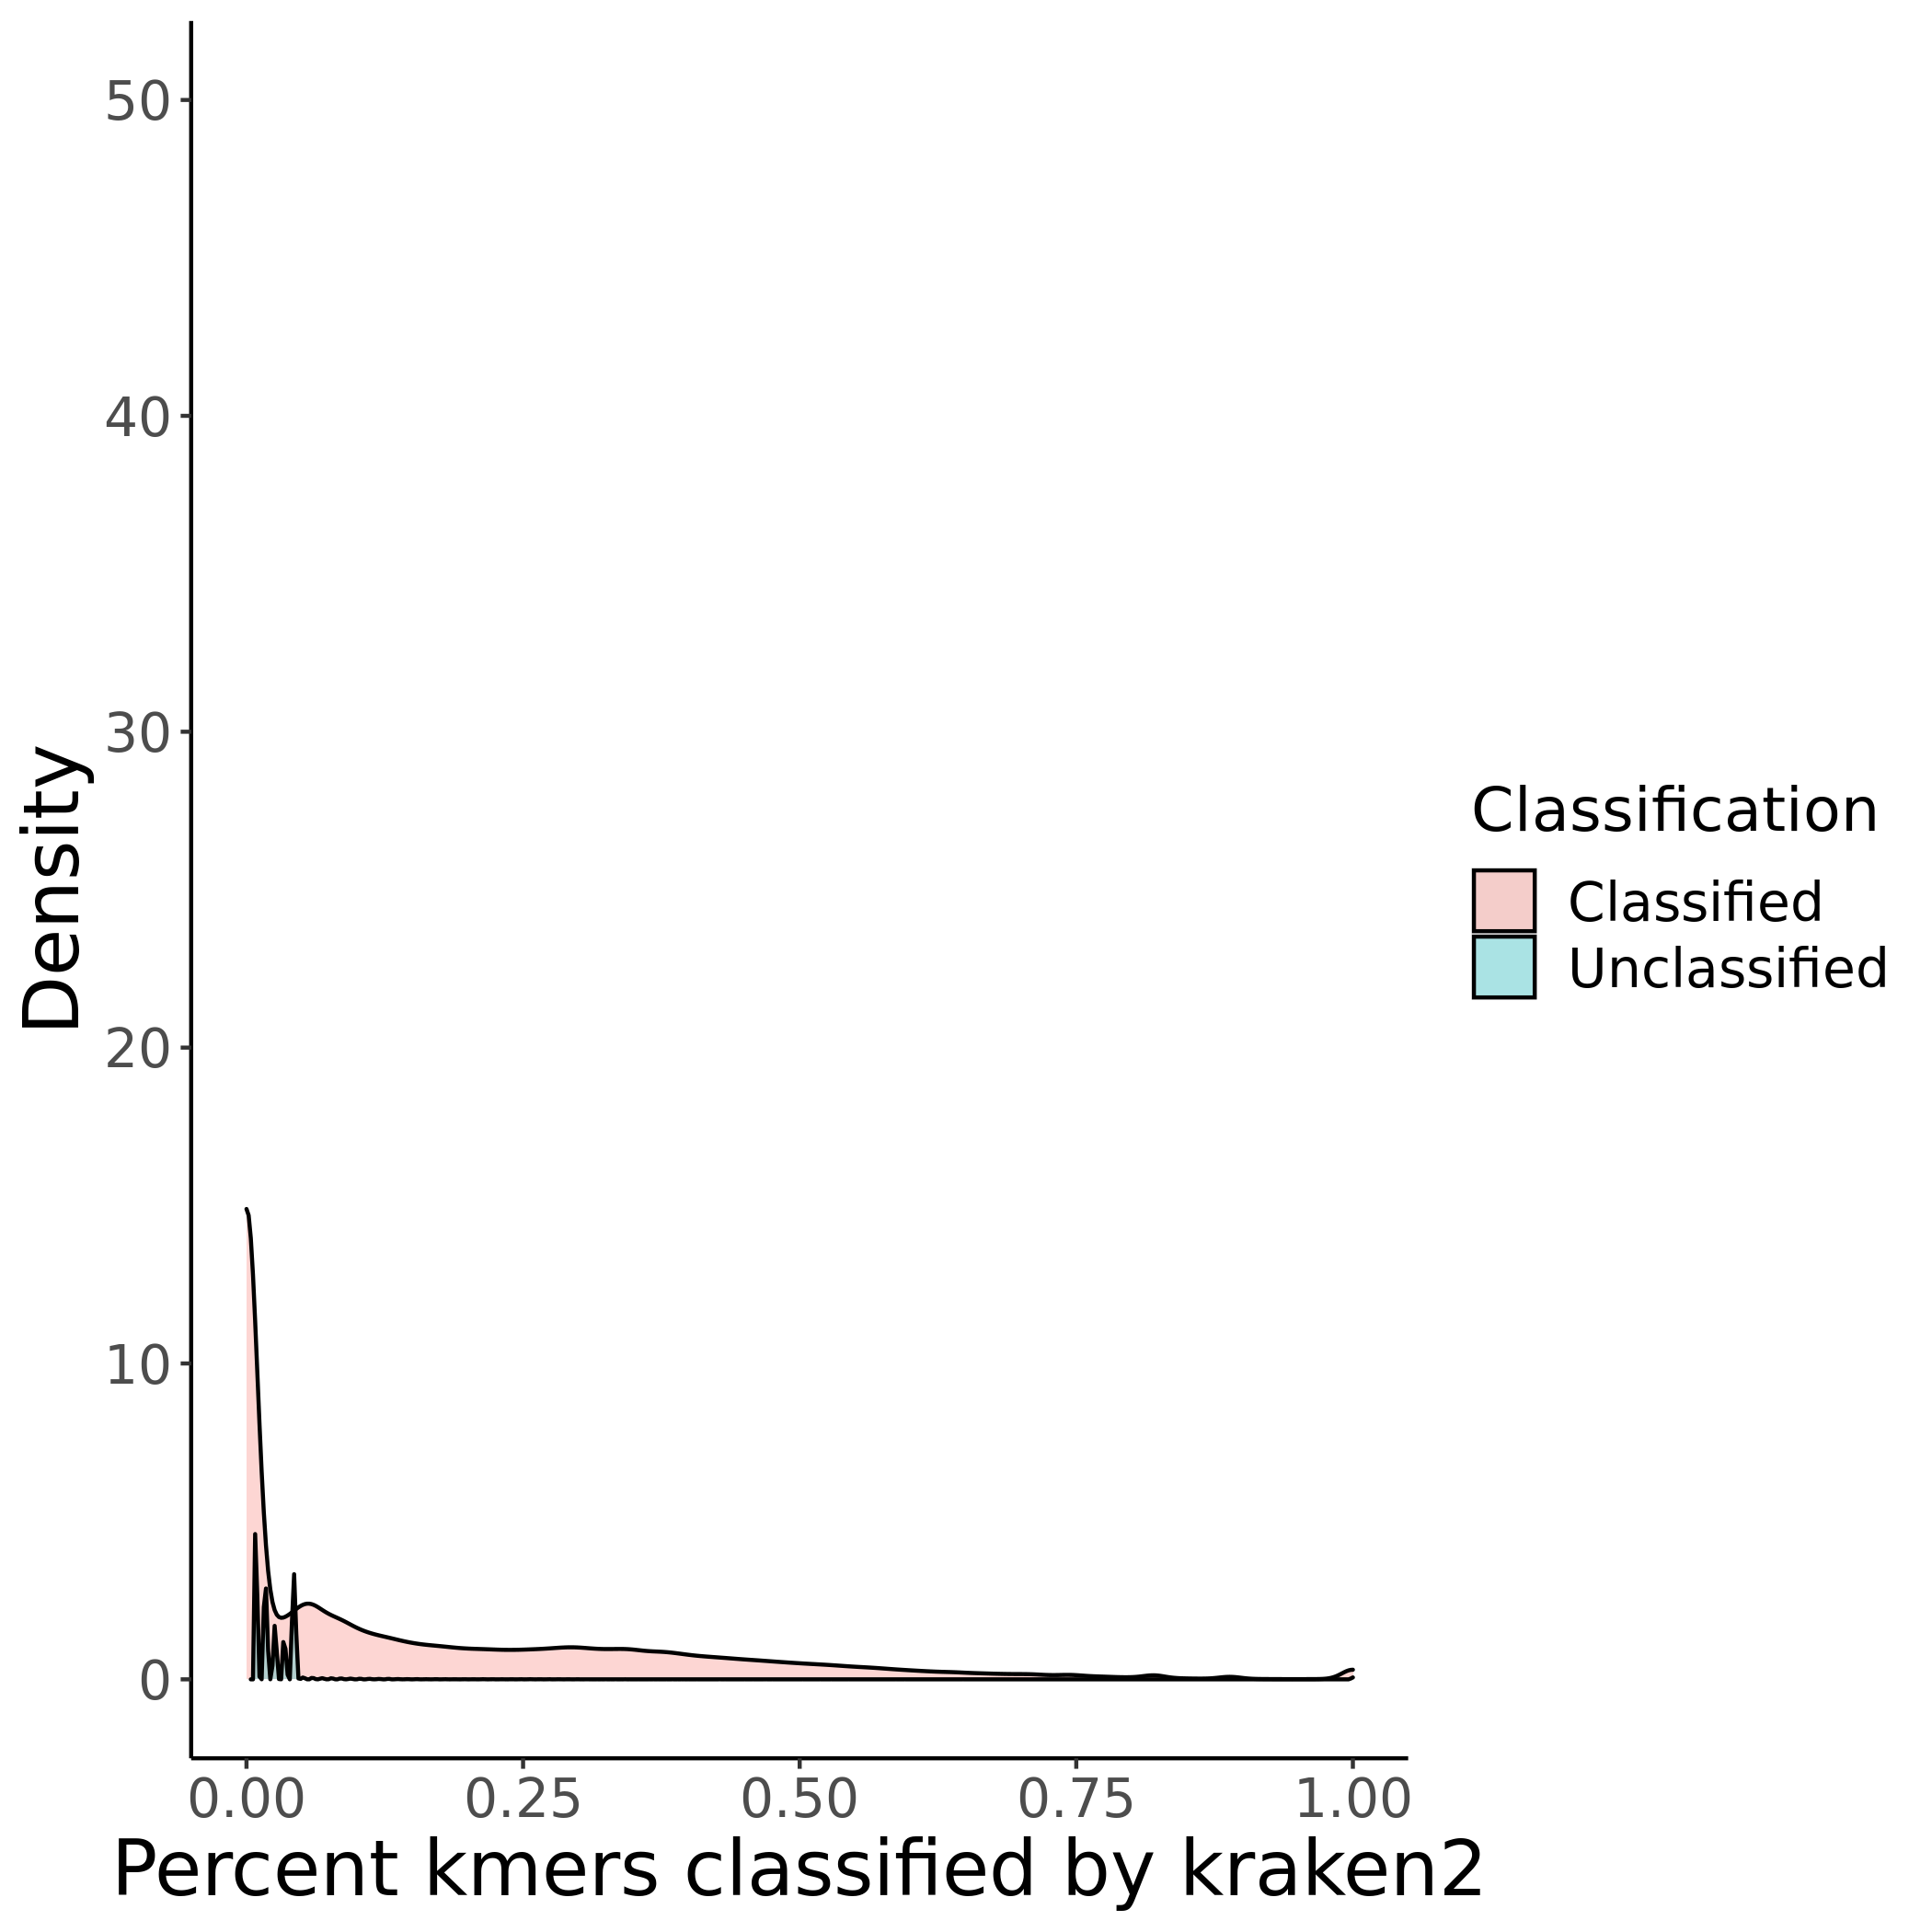 Density
50
40
30
20
10
0
0.00 0.25 0.50 0.75 1.00
Percent kmers classified by kraken2
Classification
Classified
Unclassified